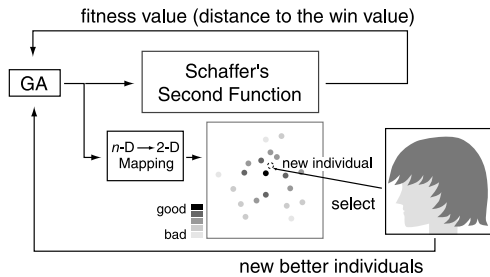 fitness value (distance to the win value)
GA
Schaffer's
Second Function
n-D → 2-D
Mapping
new individual
select
good
bad
new better individuals